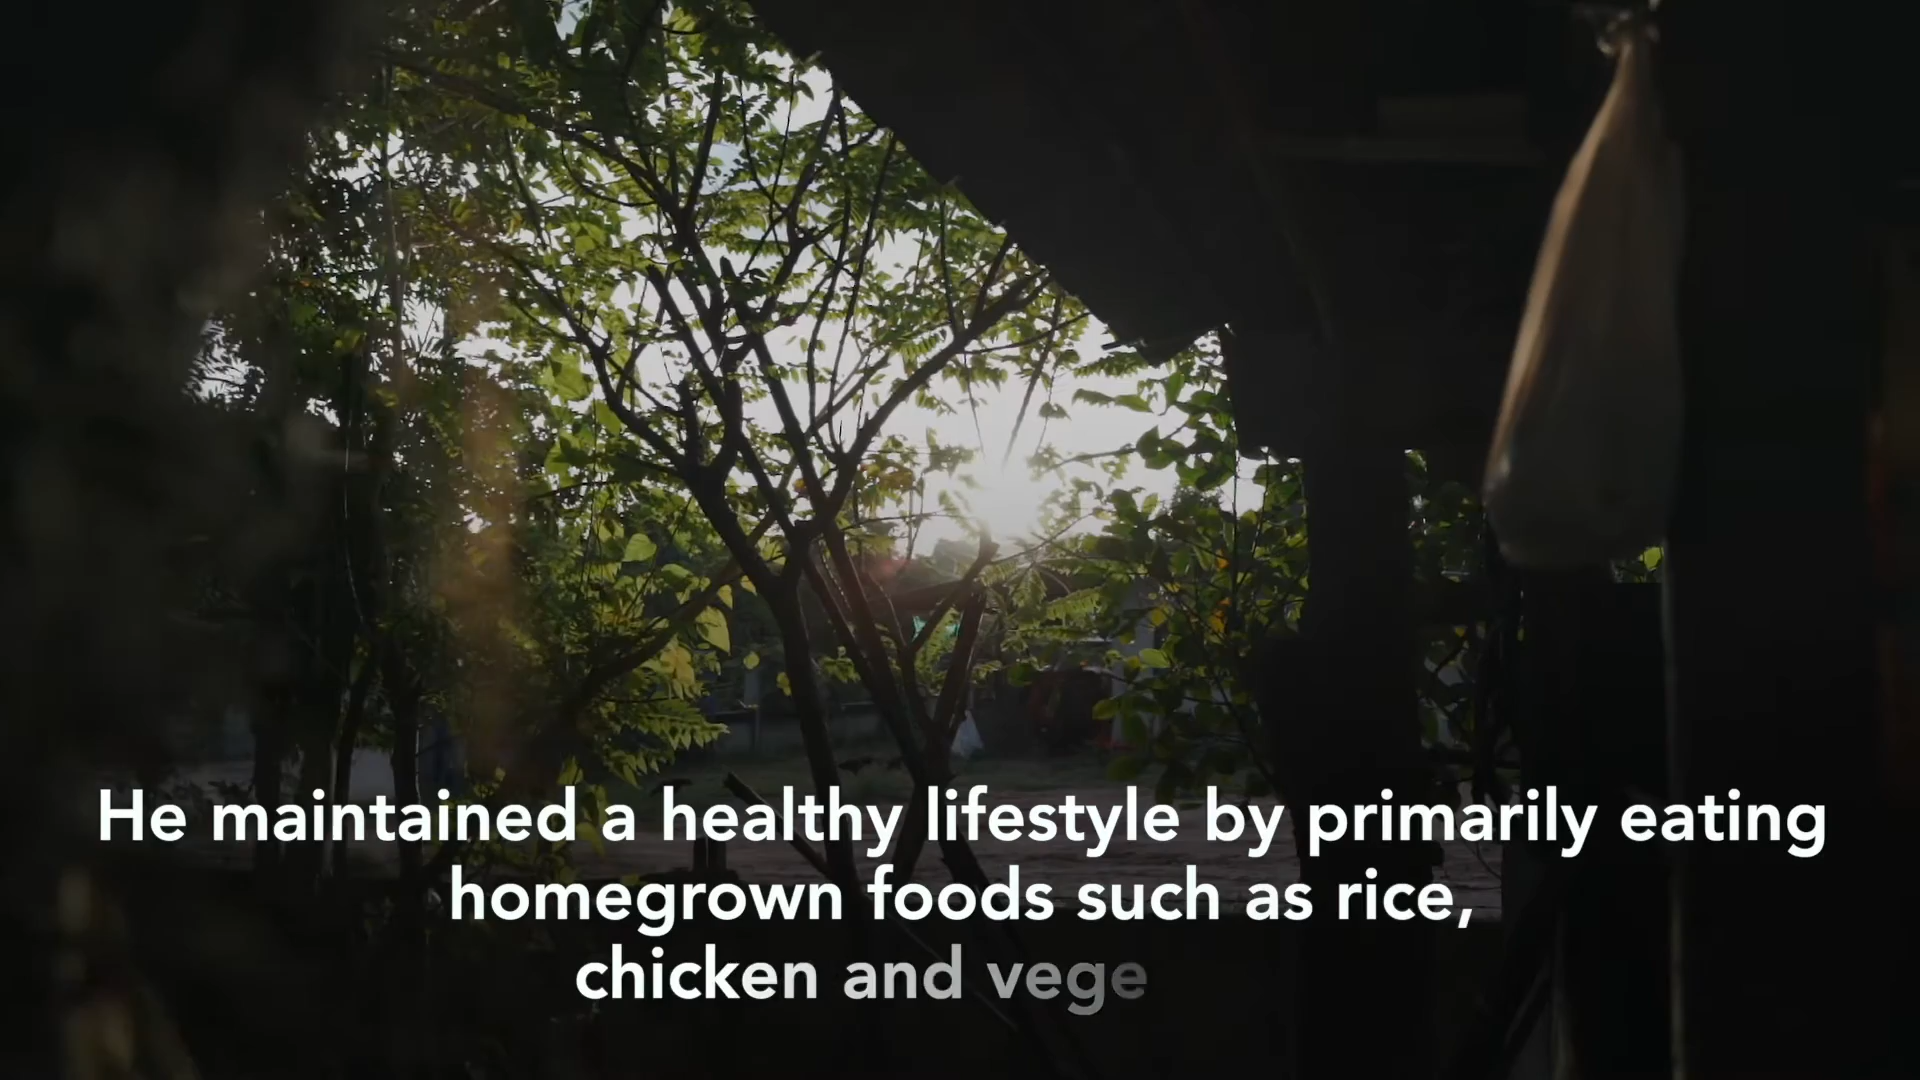 He maintained a healthy lifestyle by primarily eating
homegrown foods such as rice,
chicken and vege